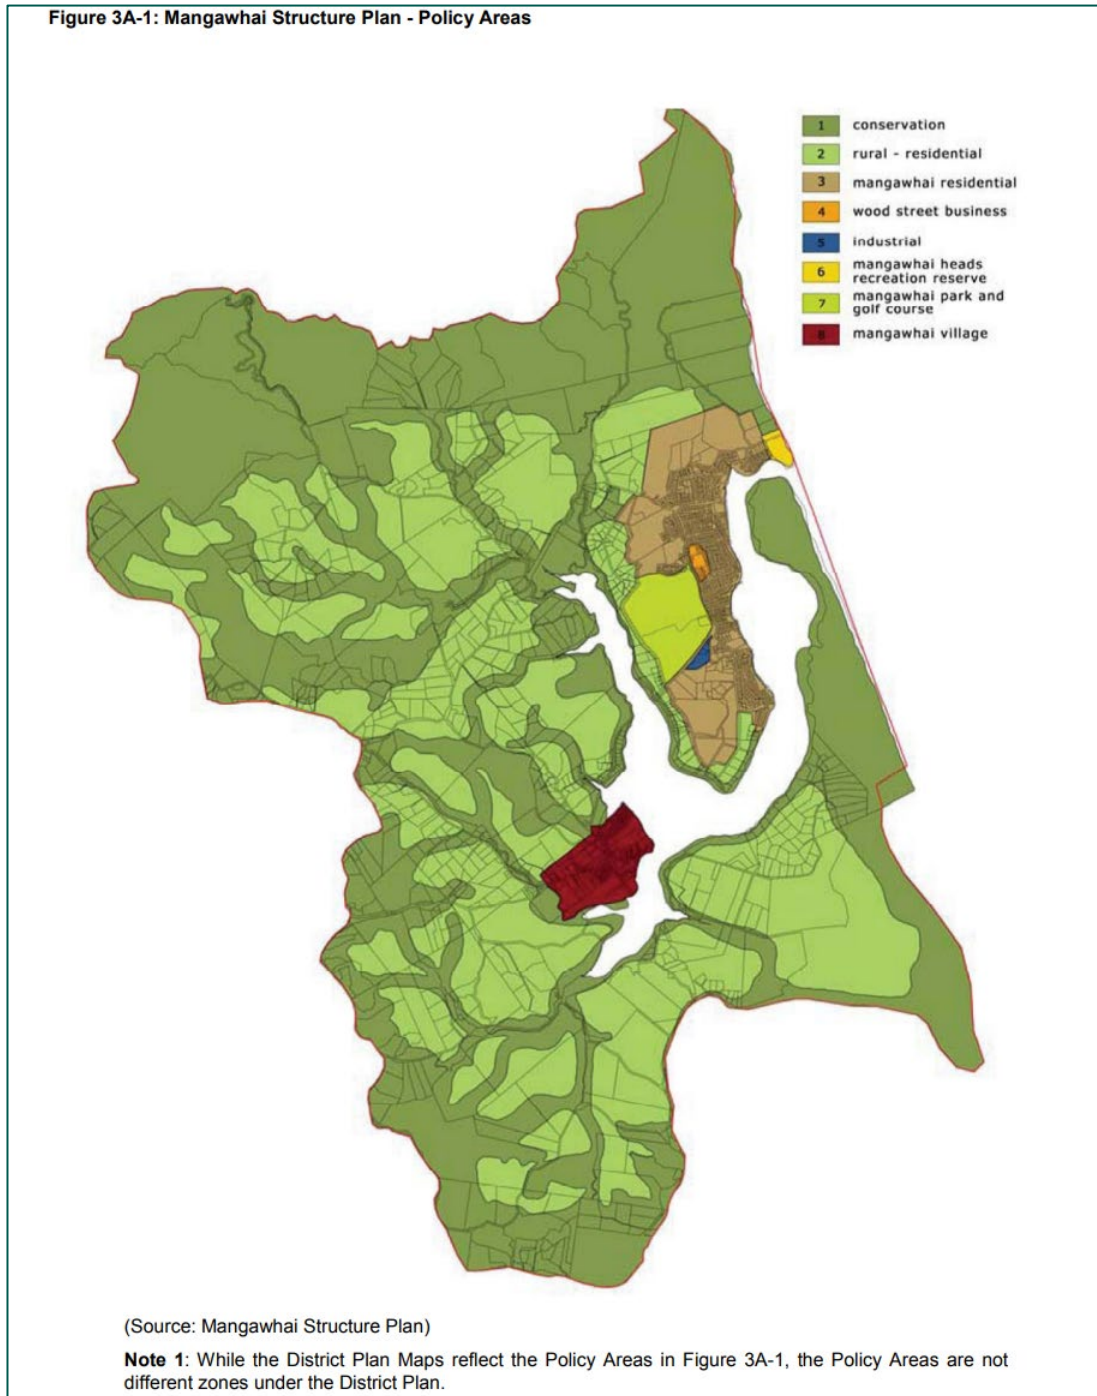 Figure 3A-1: Mangawhai Structure Plan - Policy Areas
1 conservation
2 rural - residential
3 mangawhai residential
4 wood street business
5 industrial
6 mangawhai heads
recreation reserve
7 mangawhai park and
golf course
8 mangawhai village
(Source: Mangawhai Structure Plan)
Note 1: While the District Plan Maps reflect the Policy Areas in Figure 3A-1, the Policy Areas are not
different zones under the District Plan.